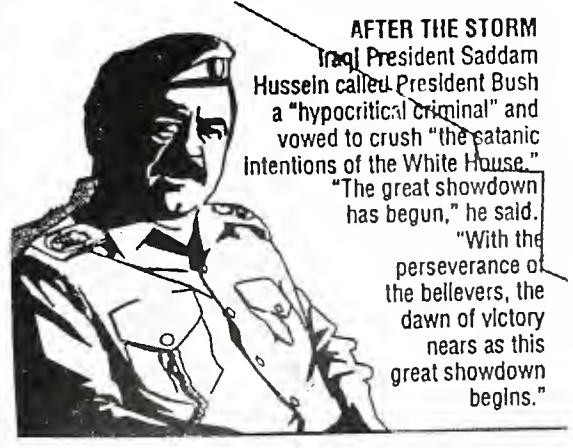 AFTER THE STORM
Iraqi President Saddam
Hussein called President Bush
a "hypocritical criminal" and
vowed to crush "the satanic
intentions of the White House."
"The great showdown
has begun," he said.
"With the
perseverance of
the believers, the
dawn of victory
nears as this
great showdown
begins."